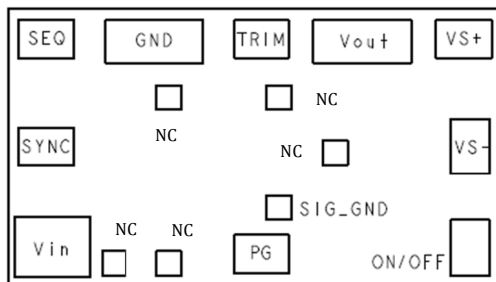 SEQ GND TRIM Vout VS+
NC
NC
SYNC NC VS-
SIG_GND
NC NC
Vin PG ON/OFF